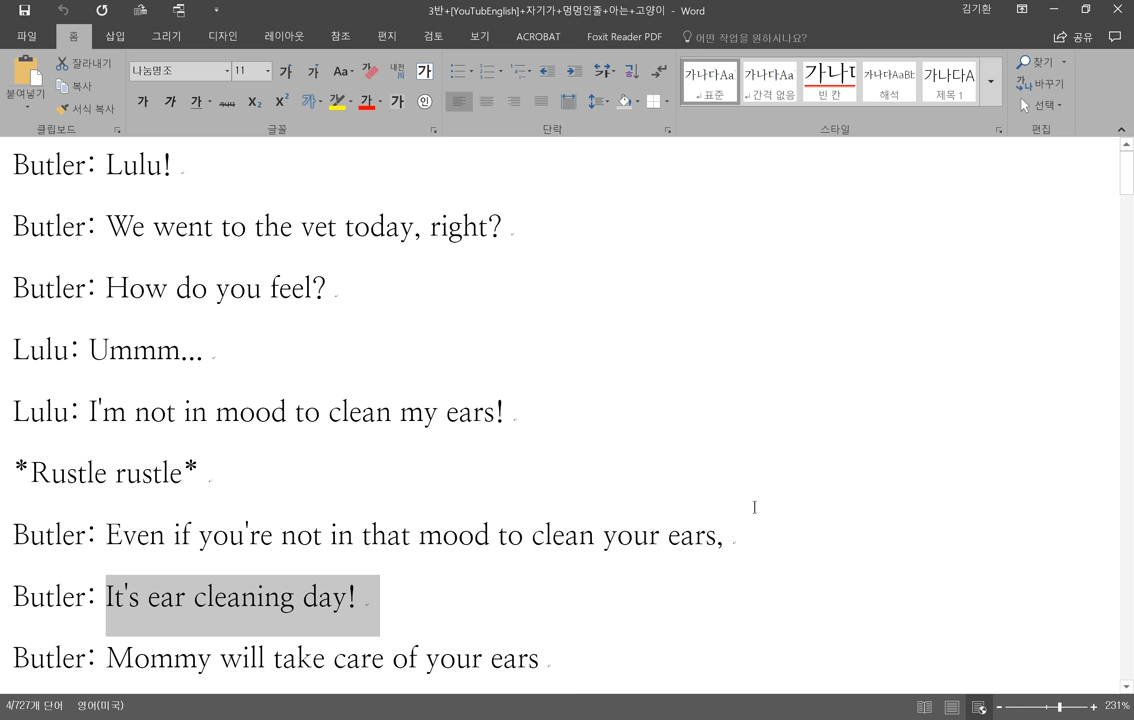 3반+[YouTubEnglish]+자기가+명명인줄+아는+고양이 - Word
김기환
파일 홈 삽입 그리기 디자인 레이아웃 참조 편지 검토 보기 ACROBAT Foxit Reader PDF 어떤 작업을 원하시나요? 공유
붙여넣기
잘라내기
복사
서식 복사
나눔명조 11
가나다Aa
표준
가나다Aa
간격 없음
빈 칸
가나다AaBb
해석
가나다A
제목 1
찾기
바꾸기
선택
클립보드 글꼴 단락 스타일 편집
Butler: Lulu!
Butler: We went to the vet today, right?
Butler: How do you feel?
Lulu: Ummm...
Lulu: I'm not in mood to clean my ears!
*Rustle rustle*
Butler: Even if you're not in that mood to clean your ears,
Butler: It's ear cleaning day!
Butler: Mommy will take care of your ears
4/727개 단어 영어(미국) 231%